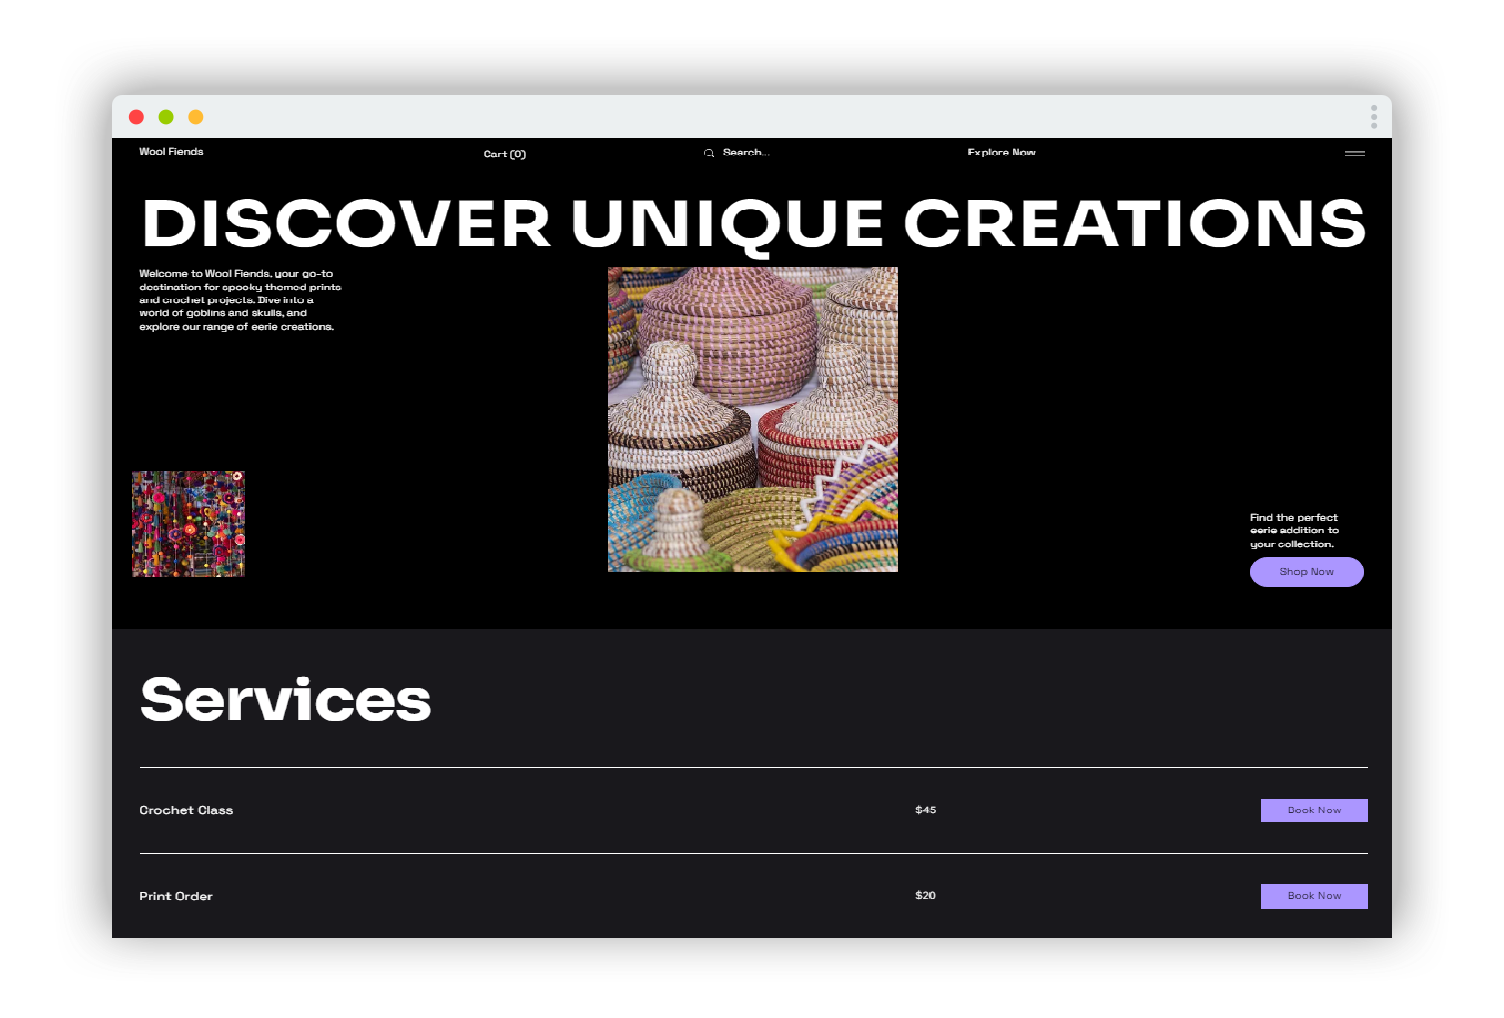 Wool Fiends
Cart (0)
Search...
Explore Now
DISCOVER UNIQUE CREATIONS
Welcome to Wool Fiends, your go-to
destination for spooky themed prints
and crochet projects. Dive into a
world of goblins and skulls, and
explore our range of eerie creations.
Find the perfect
eerie addition to
your collection.
Shop Now
Services
Crochet Class
$45
Book Now
Print Order
$20
Book Now